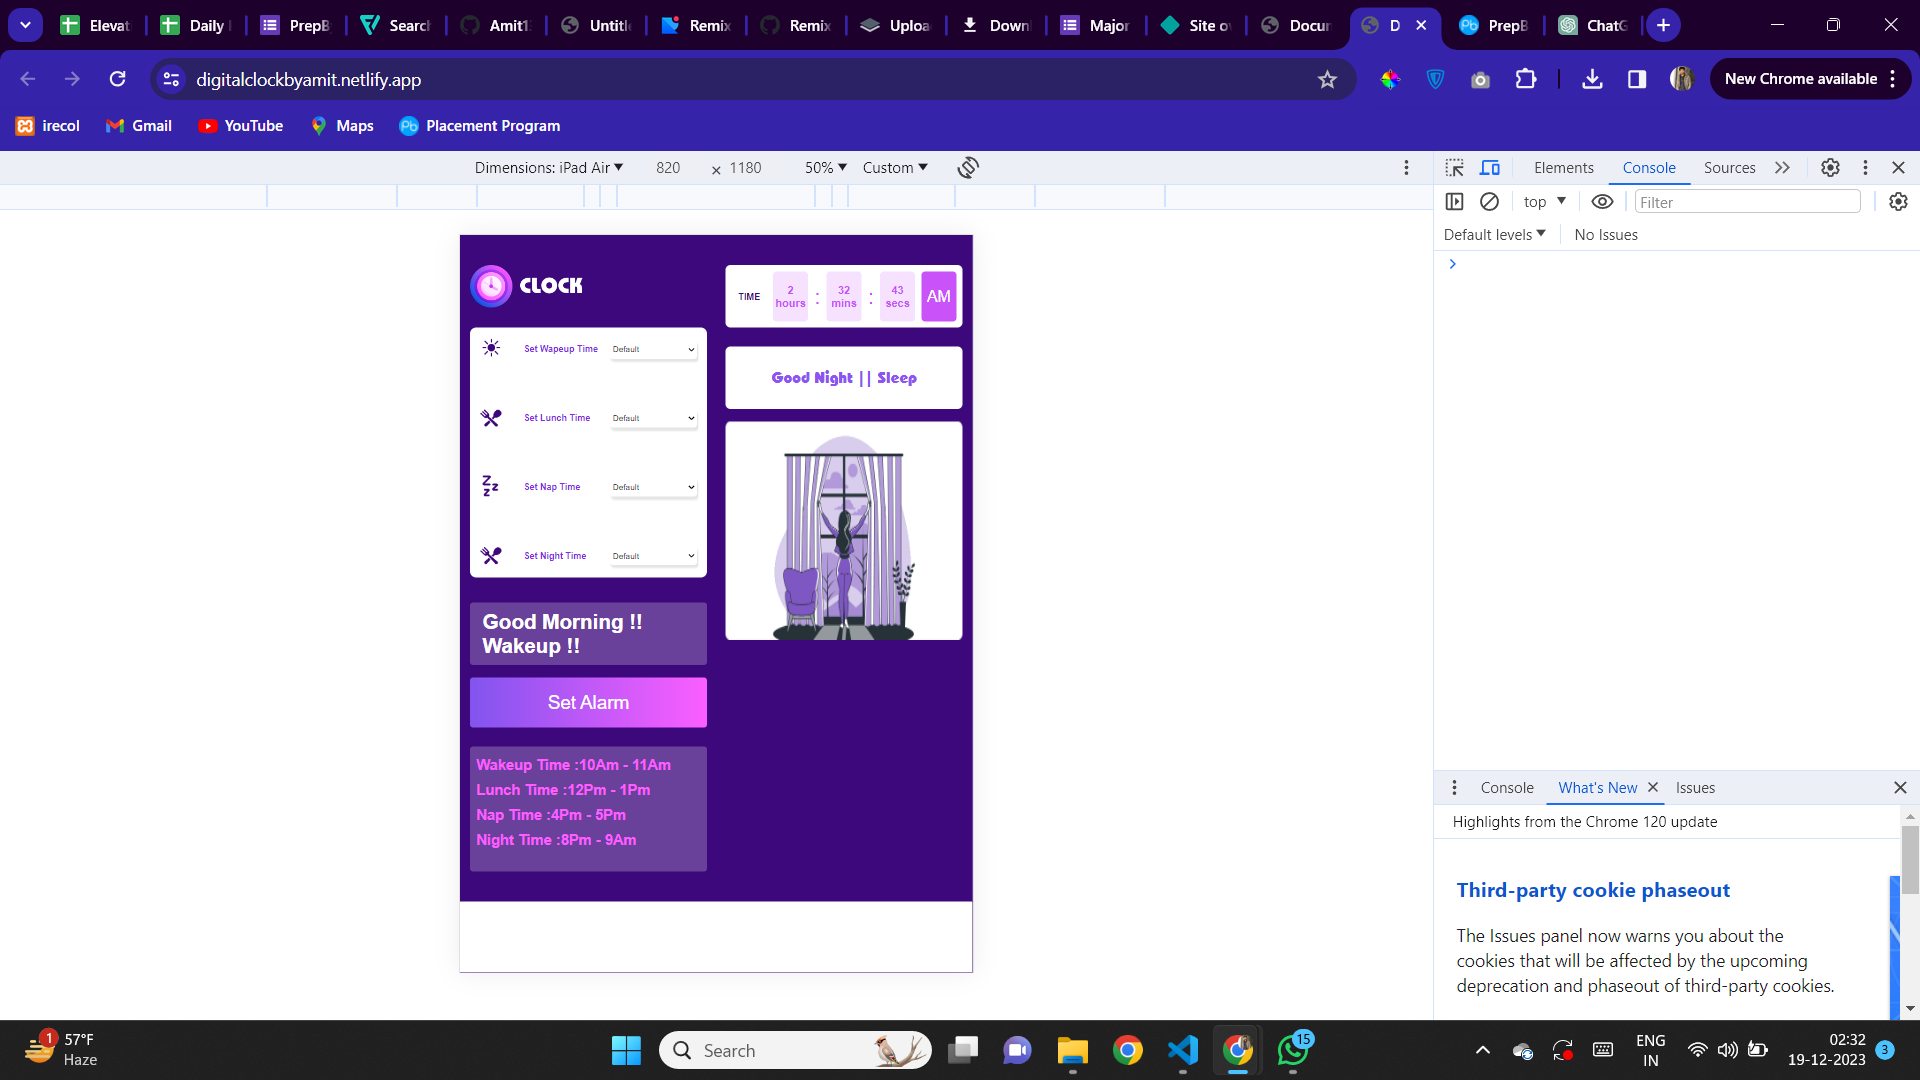 Elevat
Daily
PrepB
Search
Amit1
Untitle
Remix
Remix
Uploa
Down
Major
Site o
Docun
D
PrepB
ChatG
digitalclockbyamit.netlify.app
New Chrome available
irecol
Gmail
YouTube
Maps
Placement Program
Dimensions: iPad Air
820
×
1180
50%
Custom
Elements
Console
Sources
top
Filter
Default levels
No Issues
CLOCK
TIME
2
hours
:
32
mins
:
43
secs
AM
Set Wapeup Time
Default
Set Lunch Time
Default
Set Nap Time
Default
Set Night Time
Default
Good Night || Sleep
Good Morning !!
Wakeup !!
Set Alarm
Wakeup Time :10Am - 11Am
Lunch Time :12Pm - 1Pm
Nap Time :4Pm - 5Pm
Night Time :8Pm - 9Am
Console
What's New
Issues
Highlights from the Chrome 120 update
Third-party cookie phaseout
The Issues panel now warns you about the
cookies that will be affected by the upcoming
deprecation and phaseout of third-party cookies.
1
57°F
Haze
Search
15
ENG
IN
02:32
19-12-2023
3